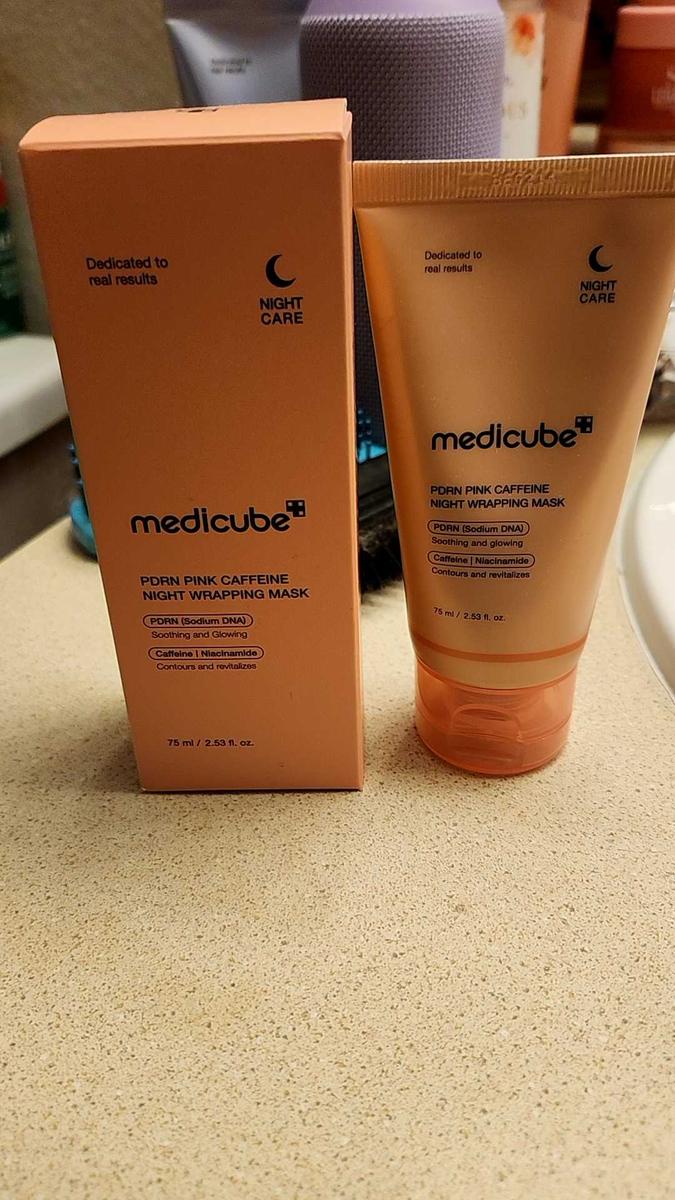 Dedicated to
real results
NIGHT
CARE
medicube
PDRN PINK CAFFEINE
NIGHT WRAPPING MASK
PDRN (Sodium DNA)
Soothing and Glowing
Caffeine | Niacinamide
Contours and revitalizes
75 ml / 2.53 fl. oz.
Dedicated to
real results
NIGHT
CARE
medicube
PDRN PINK CAFFEINE
NIGHT WRAPPING MASK
PDRN (Sodium DNA)
Soothing and glowing
Caffeine | Niacinamide
Contours and revitalizes
75 ml / 2.53 fl. oz.